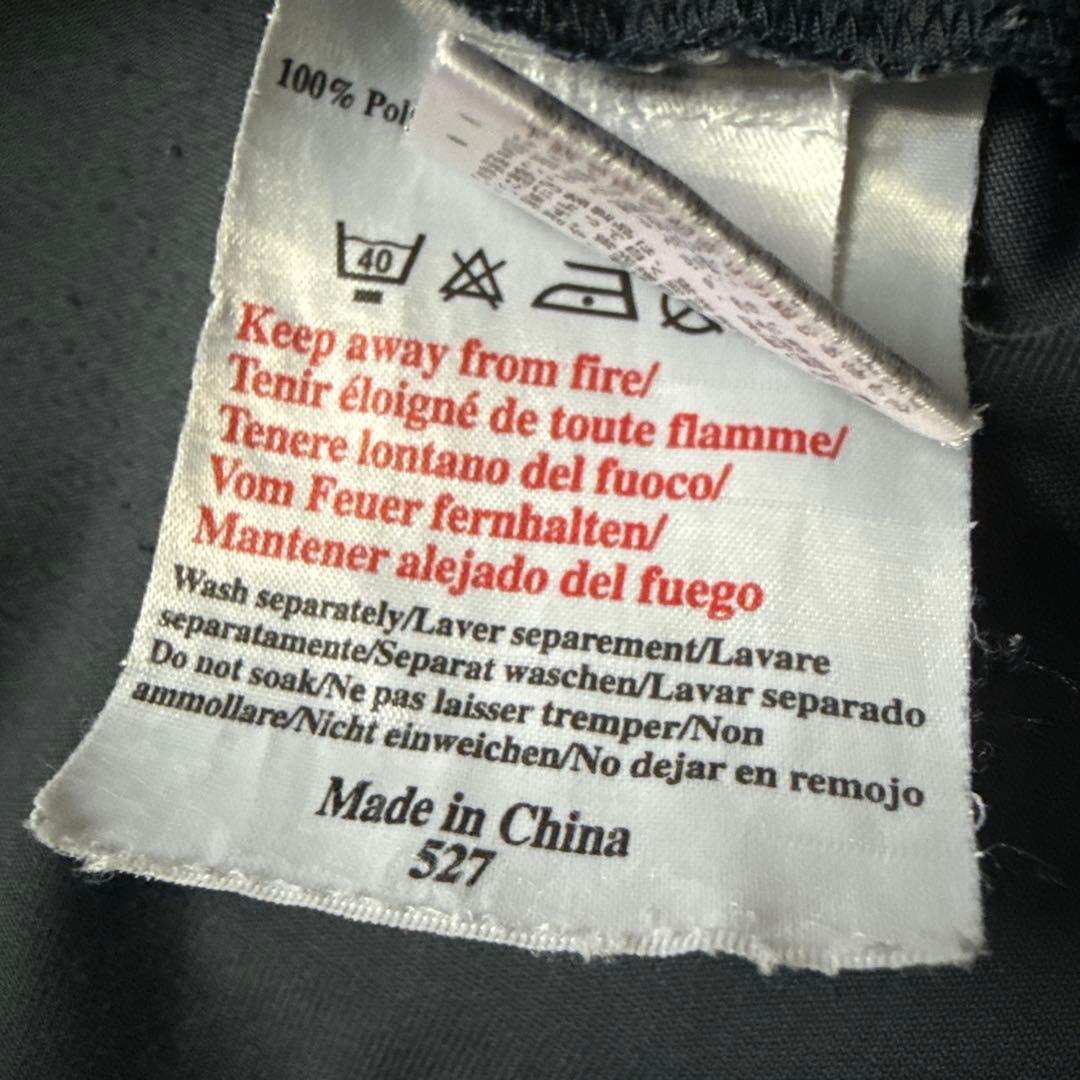 100%
40
Keep away from fire/
Tenir éloigné de toute flamme/
Tenere lontano del fuoco/
Vom Feuer fernhalten/
Mantener alejado del fuego
Wash separately/Laver separement/Lavare
separatamente/Separat waschen/Lavar separado
Do not soak/Ne pas laisser tremper/Non
ammollare/Nicht einweichen/No dejar en remojo
Made in China
527